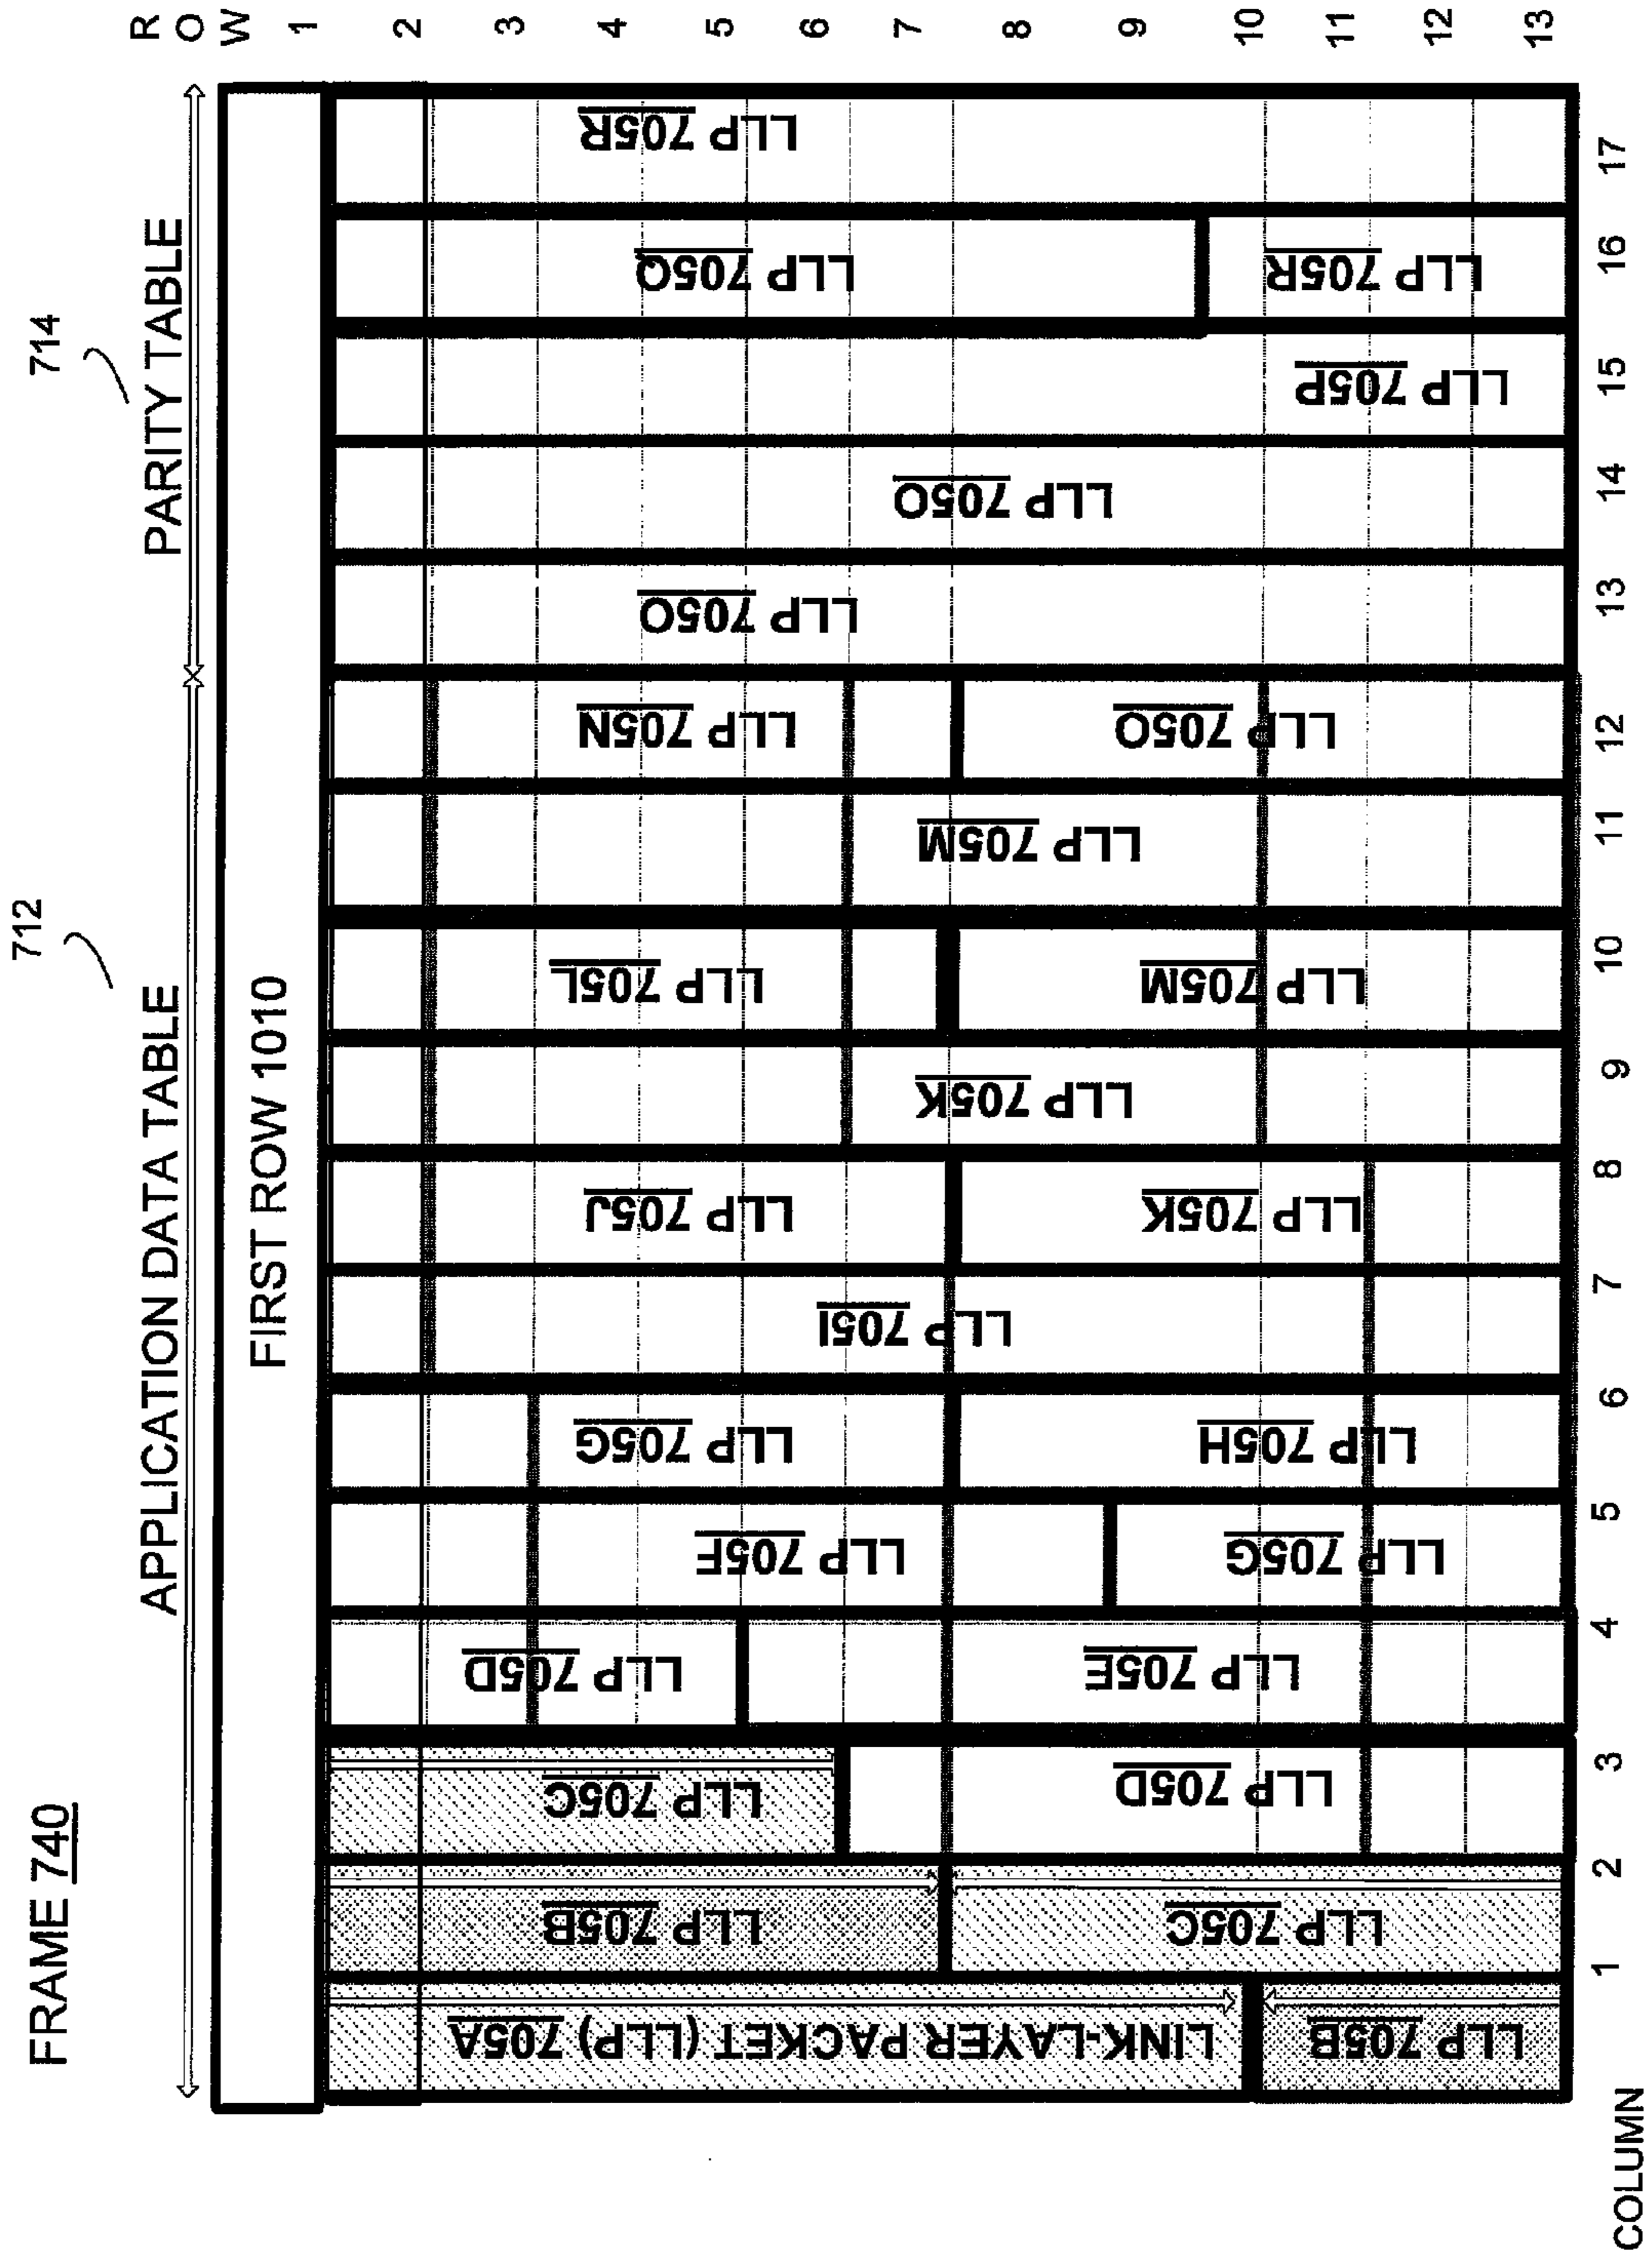 FRAME 740
712
714
APPLICATION DATA TABLE
PARITY TABLE
R
O
W
FIRST ROW 1010
1
2
3
4
5
6
7
8
9
10
11
12
13
LINK-LAYER PACKET (LLP) 705A
LLP 705B
LLP 705B
LLP 705C
LLP 705C
LLP 705D
LLP 705D
LLP 705E
LLP 705F
LLP 705G
LLP 705G
LLP 705H
LLP 705I
LLP 705J
LLP 705K
LLP 705K
LLP 705L
LLP 705M
LLP 705M
LLP 705N
LLP 705O
LLP 705O
LLP 705O
LLP 705P
LLP 705Q
LLP 705R
LLP 705R
COLUMN
1
2
3
4
5
6
7
8
9
10
11
12
13
14
15
16
17